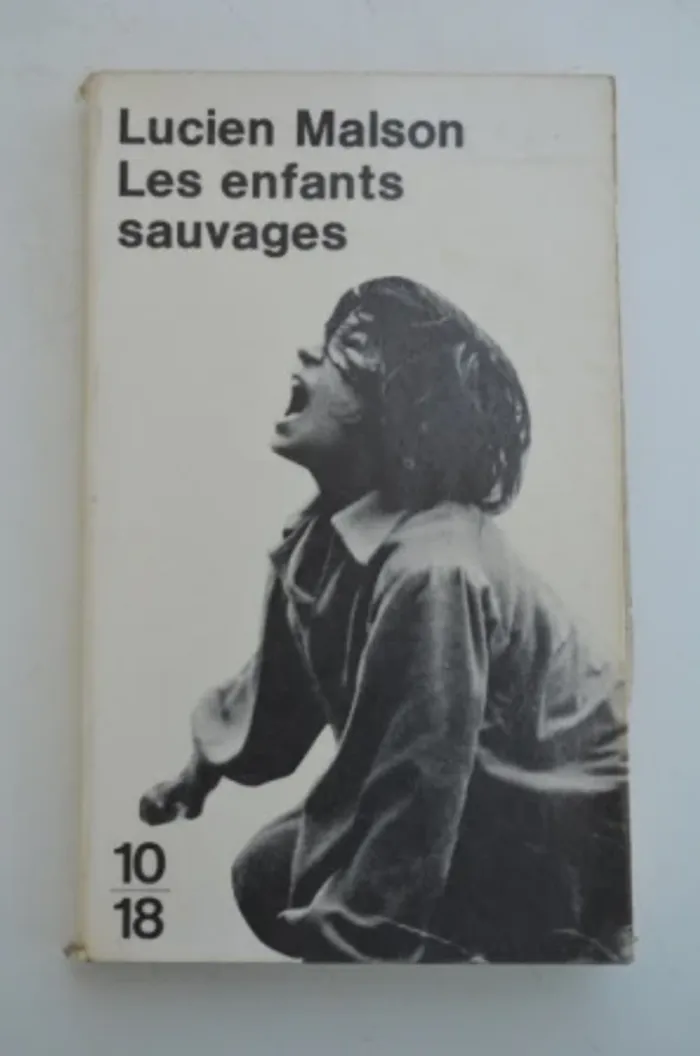 Lucien Malson
Les enfants
sauvages
10
18